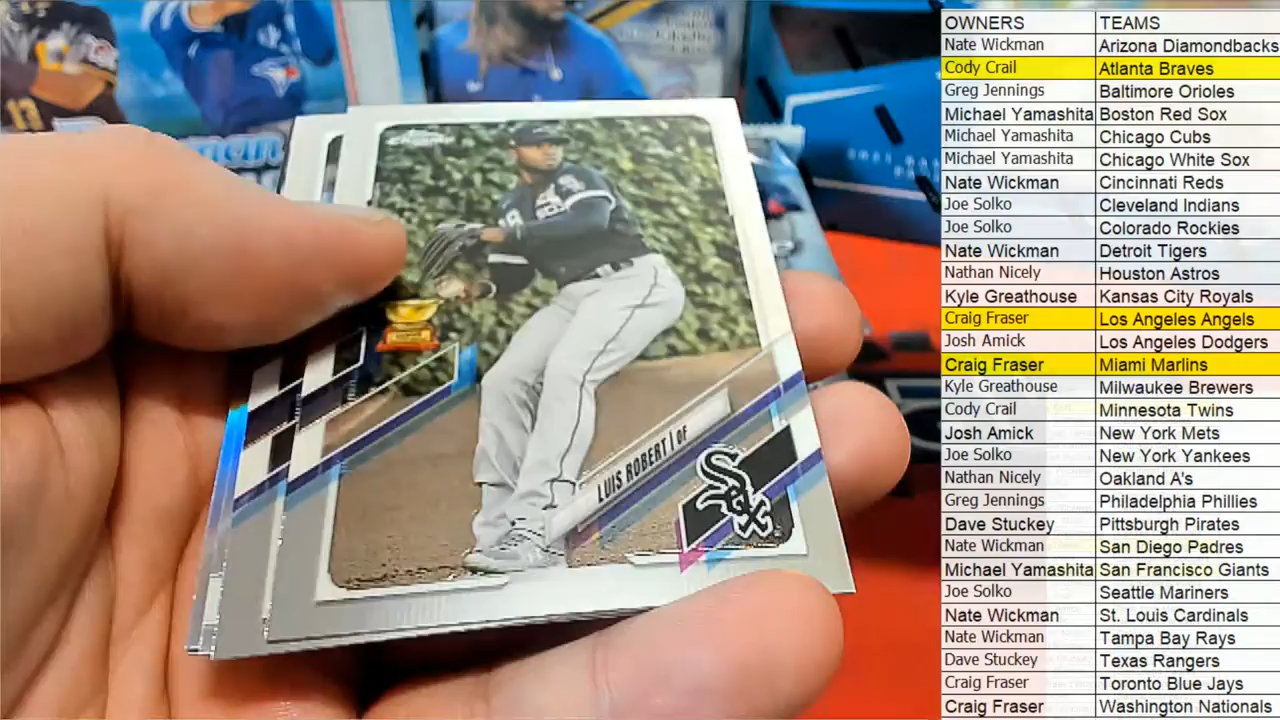 LUIS ROBERT | OF
Sox
OWNERS TEAMS
Nate Wickman Arizona Diamondbacks
Cody Crail Atlanta Braves
Greg Jennings Baltimore Orioles
Michael Yamashita Boston Red Sox
Michael Yamashita Chicago Cubs
Michael Yamashita Chicago White Sox
Nate Wickman Cincinnati Reds
Joe Solko Cleveland Indians
Joe Solko Colorado Rockies
Nate Wickman Detroit Tigers
Nathan Nicely Houston Astros
Kyle Greathouse Kansas City Royals
Craig Fraser Los Angeles Angels
Josh Amick Los Angeles Dodgers
Craig Fraser Miami Marlins
Kyle Greathouse Milwaukee Brewers
Cody Crail Minnesota Twins
Josh Amick New York Mets
Joe Solko New York Yankees
Nathan Nicely Oakland A's
Greg Jennings Philadelphia Phillies
Dave Stuckey Pittsburgh Pirates
Nate Wickman San Diego Padres
Michael Yamashita San Francisco Giants
Joe Solko Seattle Mariners
Nate Wickman St. Louis Cardinals
Nate Wickman Tampa Bay Rays
Dave Stuckey Texas Rangers
Craig Fraser Toronto Blue Jays
Craig Fraser Washington Nationals